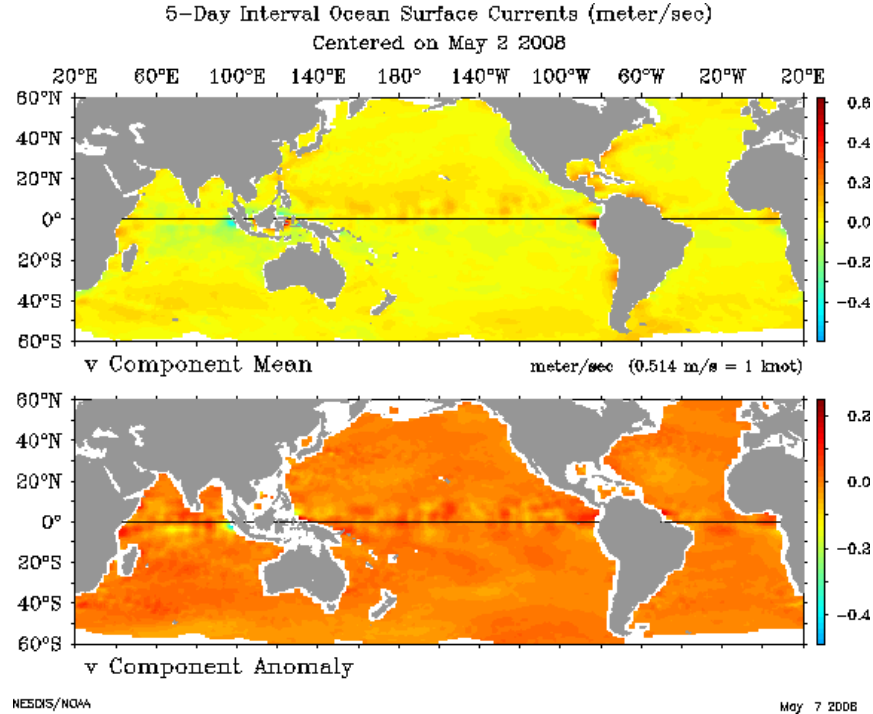 5-Day Interval Ocean Surface Currents (meter/sec)
Centered on May 2 2008
20°E 60°E 100°E 140°E 180° 140°W 100°W 60°W 20°W 20°E
60°N
40°N
20°N
0°
20°S
40°S
60°S
0.6
0.4
0.2
0.0
-0.2
-0.4
v Component Mean
meter/sec (0.514 m/s = 1 knot)
60°N
40°N
20°N
0°
20°S
40°S
60°S
0.2
0.0
-0.2
-0.4
v Component Anomaly
NESDIS/NOAA
May 7 2008